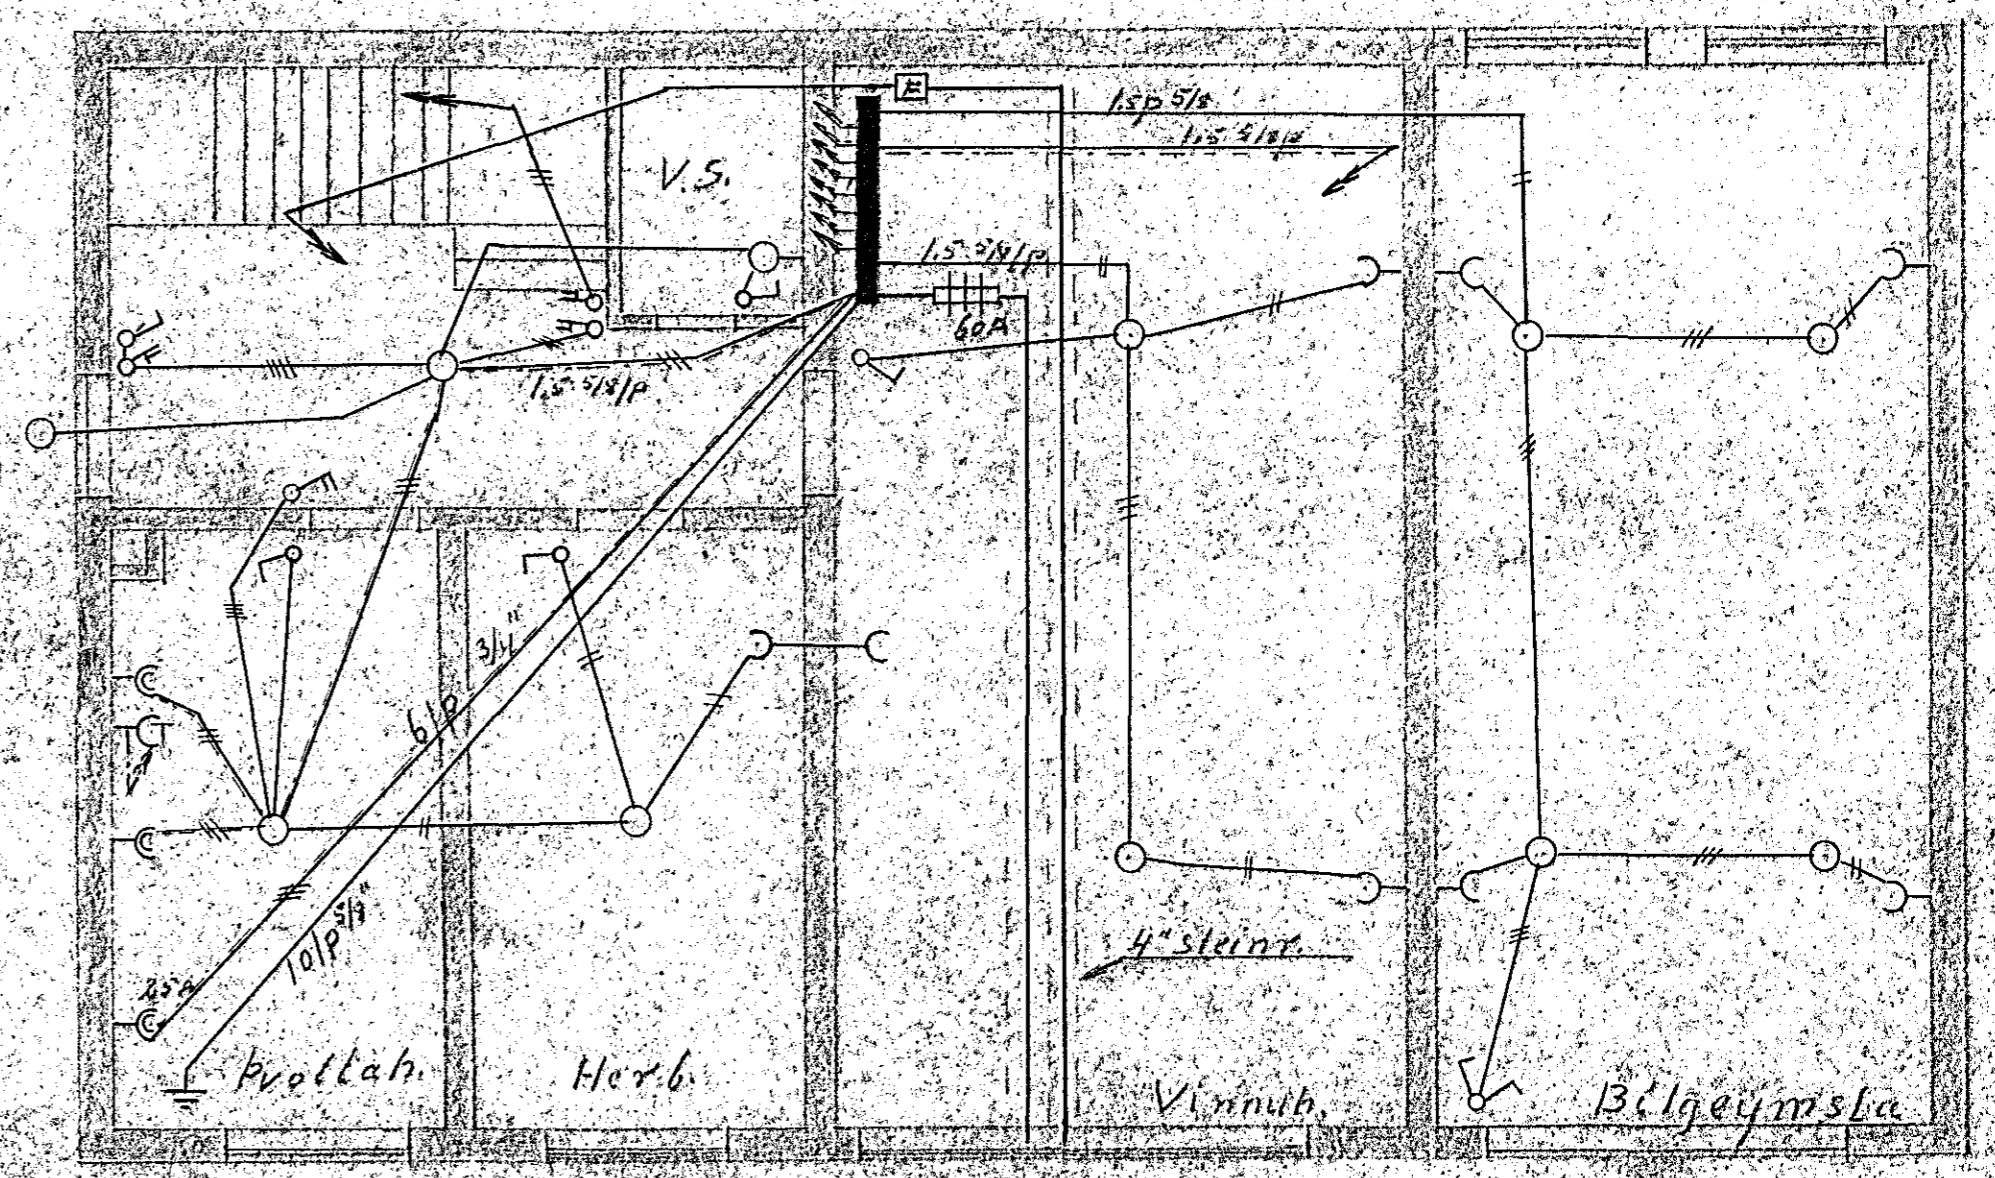 1.5p 5/8
1.5 5/8/p
V.S.
1.5 5/8/p
60A
1.5 5/8/p
3/4"
6/p
10/p 5/8"
4" steinr.
25A
Þvottah.
Herb.
Vinnuh.
Bílgeymsla